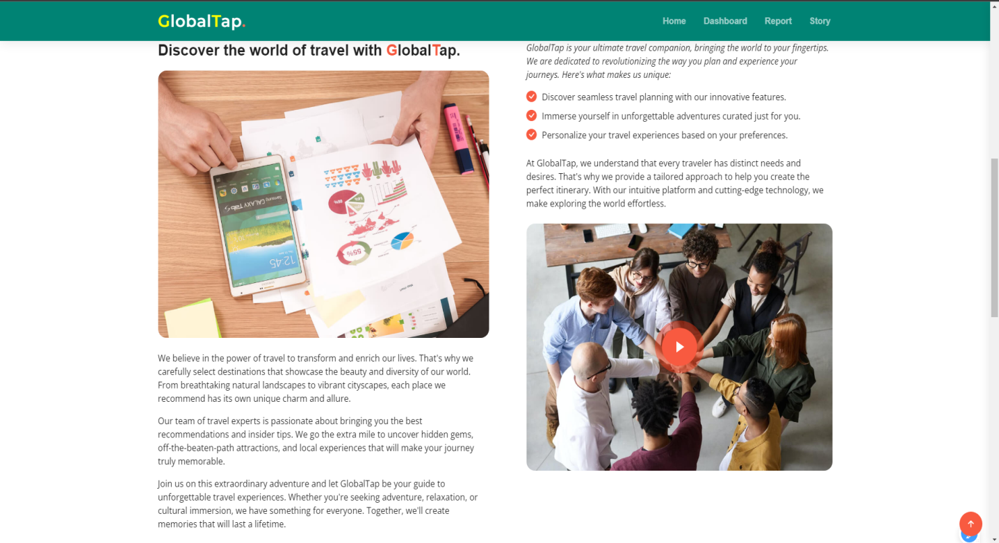 GlobalTap.
Home Dashboard Report Story
Discover the world of travel with GlobalTap.
Samsung GALAXY Tab S
12:45
55%
We believe in the power of travel to transform and enrich our lives. That's why we
carefully select destinations that showcase the beauty and diversity of our world.
From breathtaking natural landscapes to vibrant cityscapes, each place we
recommend has its own unique charm and allure.
Our team of travel experts is passionate about bringing you the best
recommendations and insider tips. We go the extra mile to uncover hidden gems,
off-the-beaten-path attractions, and local experiences that will make your journey
truly memorable.
Join us on this extraordinary adventure and let GlobalTap be your guide to
unforgettable travel experiences. Whether you're seeking adventure, relaxation, or
cultural immersion, we have something for everyone. Together, we'll create
memories that will last a lifetime.
GlobalTap is your ultimate travel companion, bringing the world to your fingertips.
We are dedicated to revolutionizing the way you plan and experience your
journeys. Here's what makes us unique:
Discover seamless travel planning with our innovative features.
Immerse yourself in unforgettable adventures curated just for you.
Personalize your travel experiences based on your preferences.
At GlobalTap, we understand that every traveler has distinct needs and
desires. That's why we provide a tailored approach to help you create the
perfect itinerary. With our intuitive platform and cutting-edge technology, we
make exploring the world effortless.